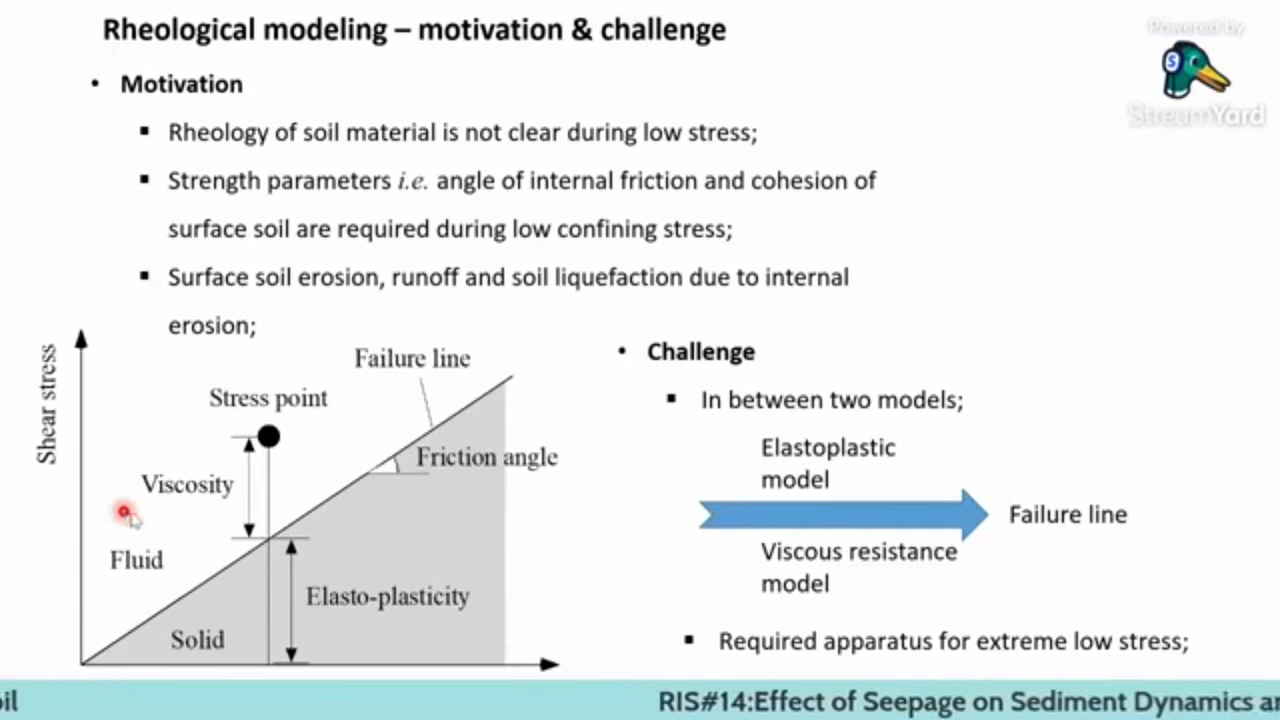 Rheological modeling – motivation & challenge
Powered by
StreamYard
• Motivation
▪ Rheology of soil material is not clear during low stress;
▪ Strength parameters i.e. angle of internal friction and cohesion of
surface soil are required during low confining stress;
▪ Surface soil erosion, runoff and soil liquefaction due to internal
erosion;
Shear stress
Failure line
Stress point
Friction angle
Viscosity
Fluid
Elasto-plasticity
Solid
• Challenge
▪ In between two models;
Elastoplastic
model
Failure line
Viscous resistance
model
▪ Required apparatus for extreme low stress;
RIS#14:Effect of Seepage on Sediment Dynamics